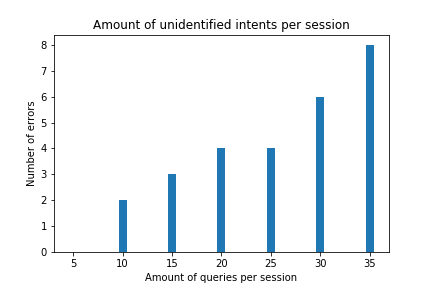 Amount of unidentified intents per session
8
7
6
5
4
3
2
1
0
Number of errors
5 10 15 20 25 30 35
Amount of queries per session